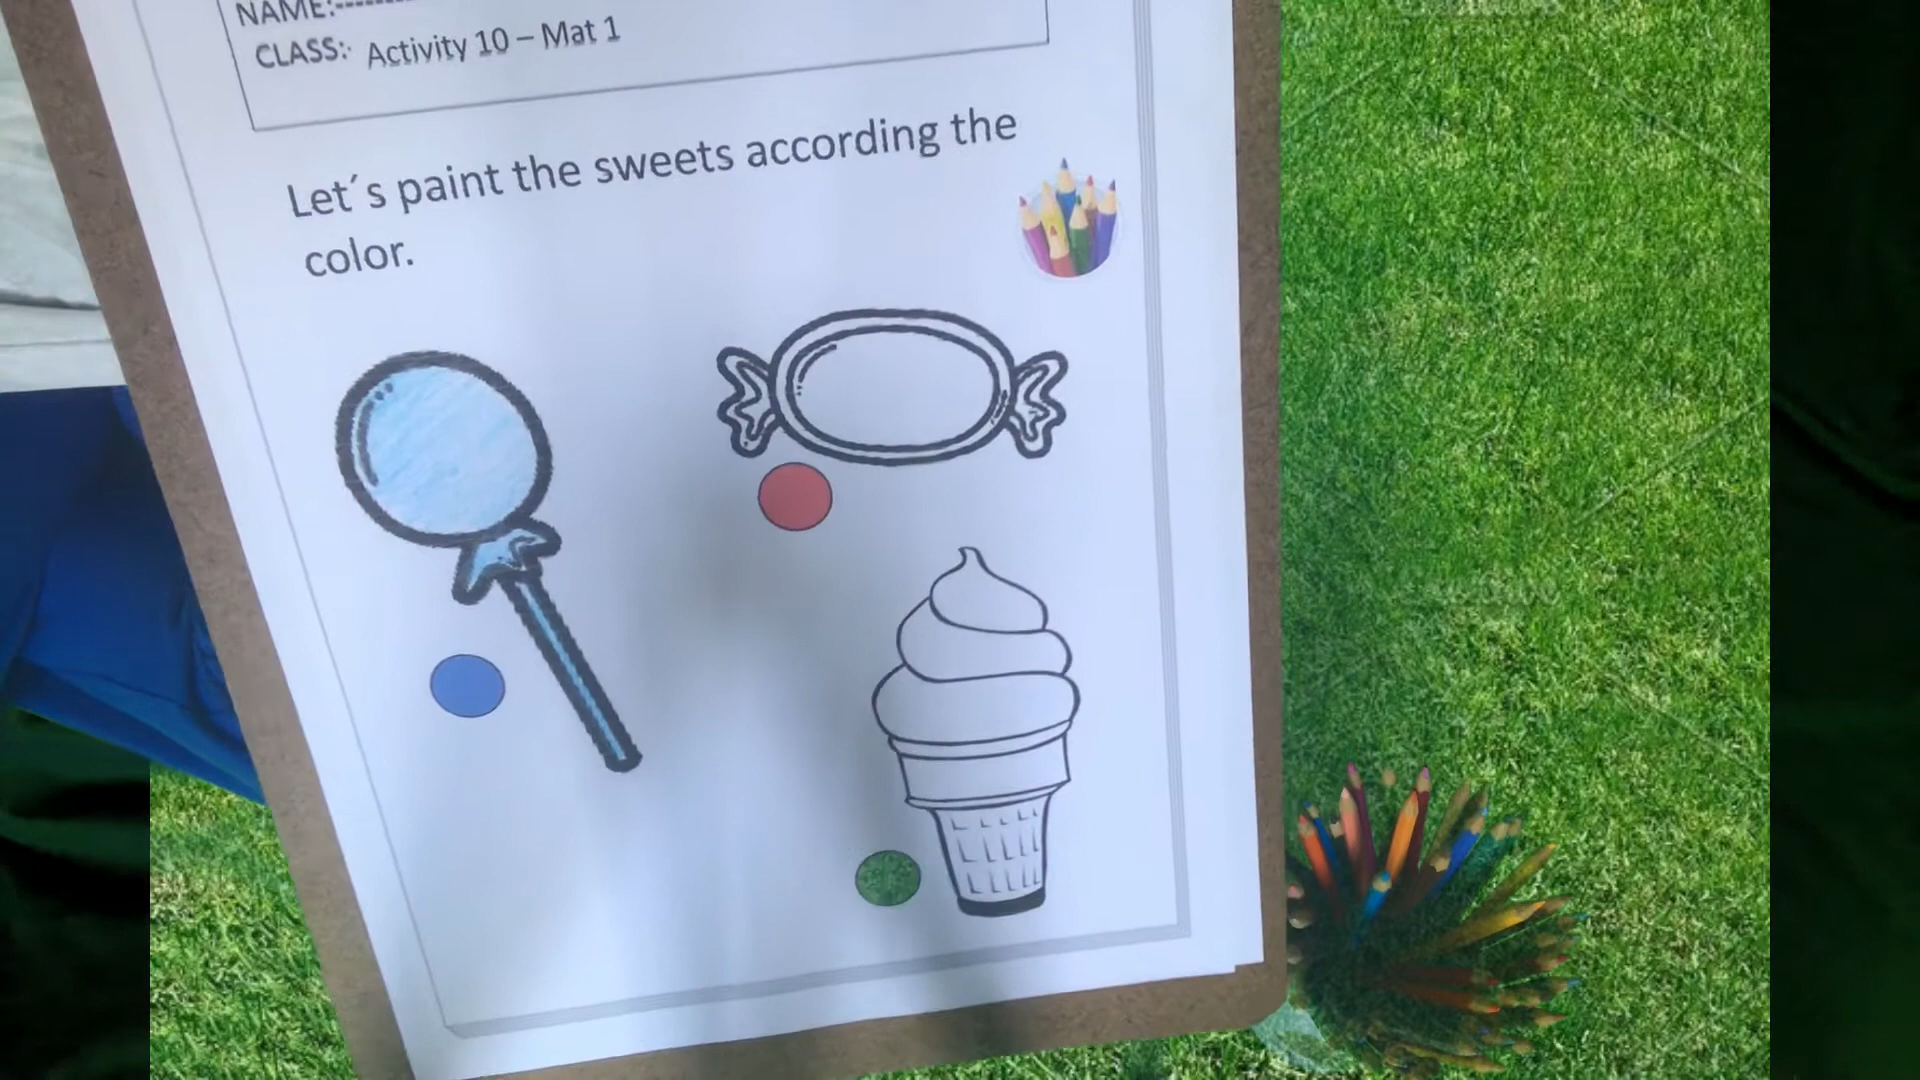 NAME:--------
CLASS: Activity 10 – Mat 1
Let´s paint the sweets according the
color.